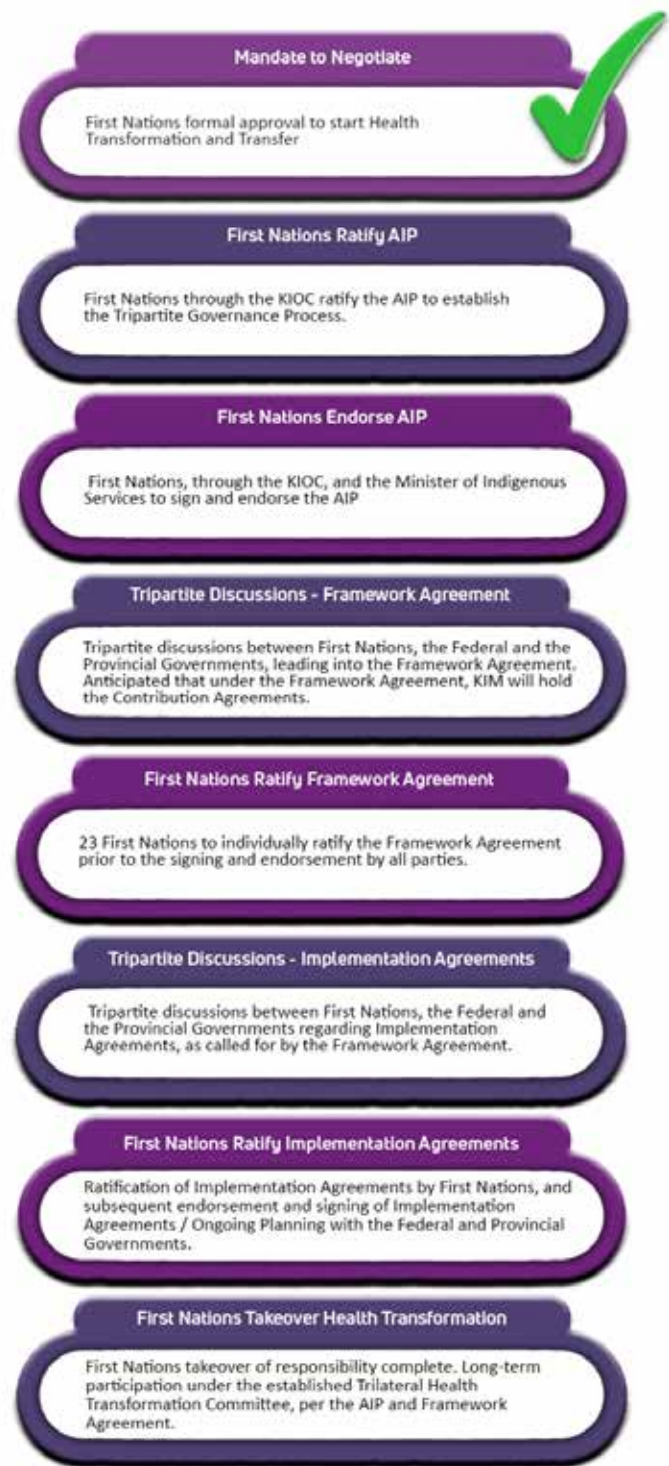 Mandate to Negotiate
First Nations formal approval to start Health
Transformation and Transfer
First Nations Ratify AIP
First Nations through the KIOC ratify the AIP to establish
the Tripartite Governance Process.
First Nations Endorse AIP
First Nations, through the KIOC, and the Minister of Indigenous
Services to sign and endorse the AIP
Tripartite Discussions - Framework Agreement
Tripartite discussions between First Nations, the Federal and the
Provincial Governments, leading into the Framework Agreement.
Anticipated that under the Framework Agreement, KIM will hold
the Contribution Agreements.
First Nations Ratify Framework Agreement
23 First Nations to individually ratify the Framework Agreement
prior to the signing and endorsement by all parties.
Tripartite Discussions - Implementation Agreements
Tripartite discussions between First Nations, the Federal and
the Provincial Governments regarding Implementation
Agreements, as called for by the Framework Agreement.
First Nations Ratify Implementation Agreements
Ratification of Implementation Agreements by First Nations, and
subsequent endorsement and signing of Implementation
Agreements / Ongoing Planning with the Federal and Provincial
Governments.
First Nations Takeover Health Transformation
First Nations takeover of responsibility complete. Long-term
participation under the established Trilateral Health
Transformation Committee, per the AIP and Framework
Agreement.